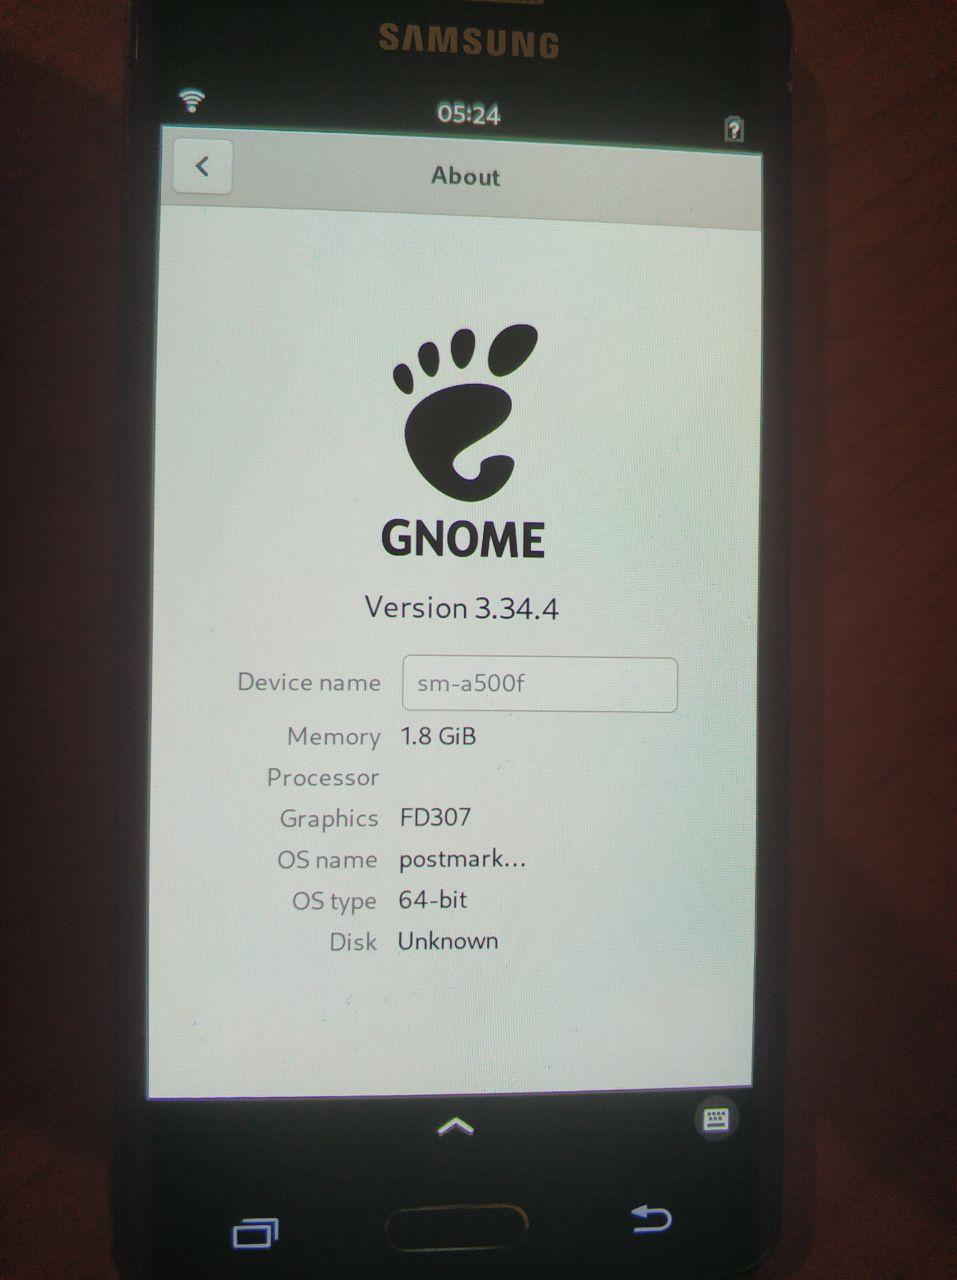 SAMSUNG
05:24
About
GNOME
Version 3.34.4
Device name sm-a500f
Memory 1.8 GiB
Processor
Graphics FD307
OS name postmark...
OS type 64-bit
Disk Unknown